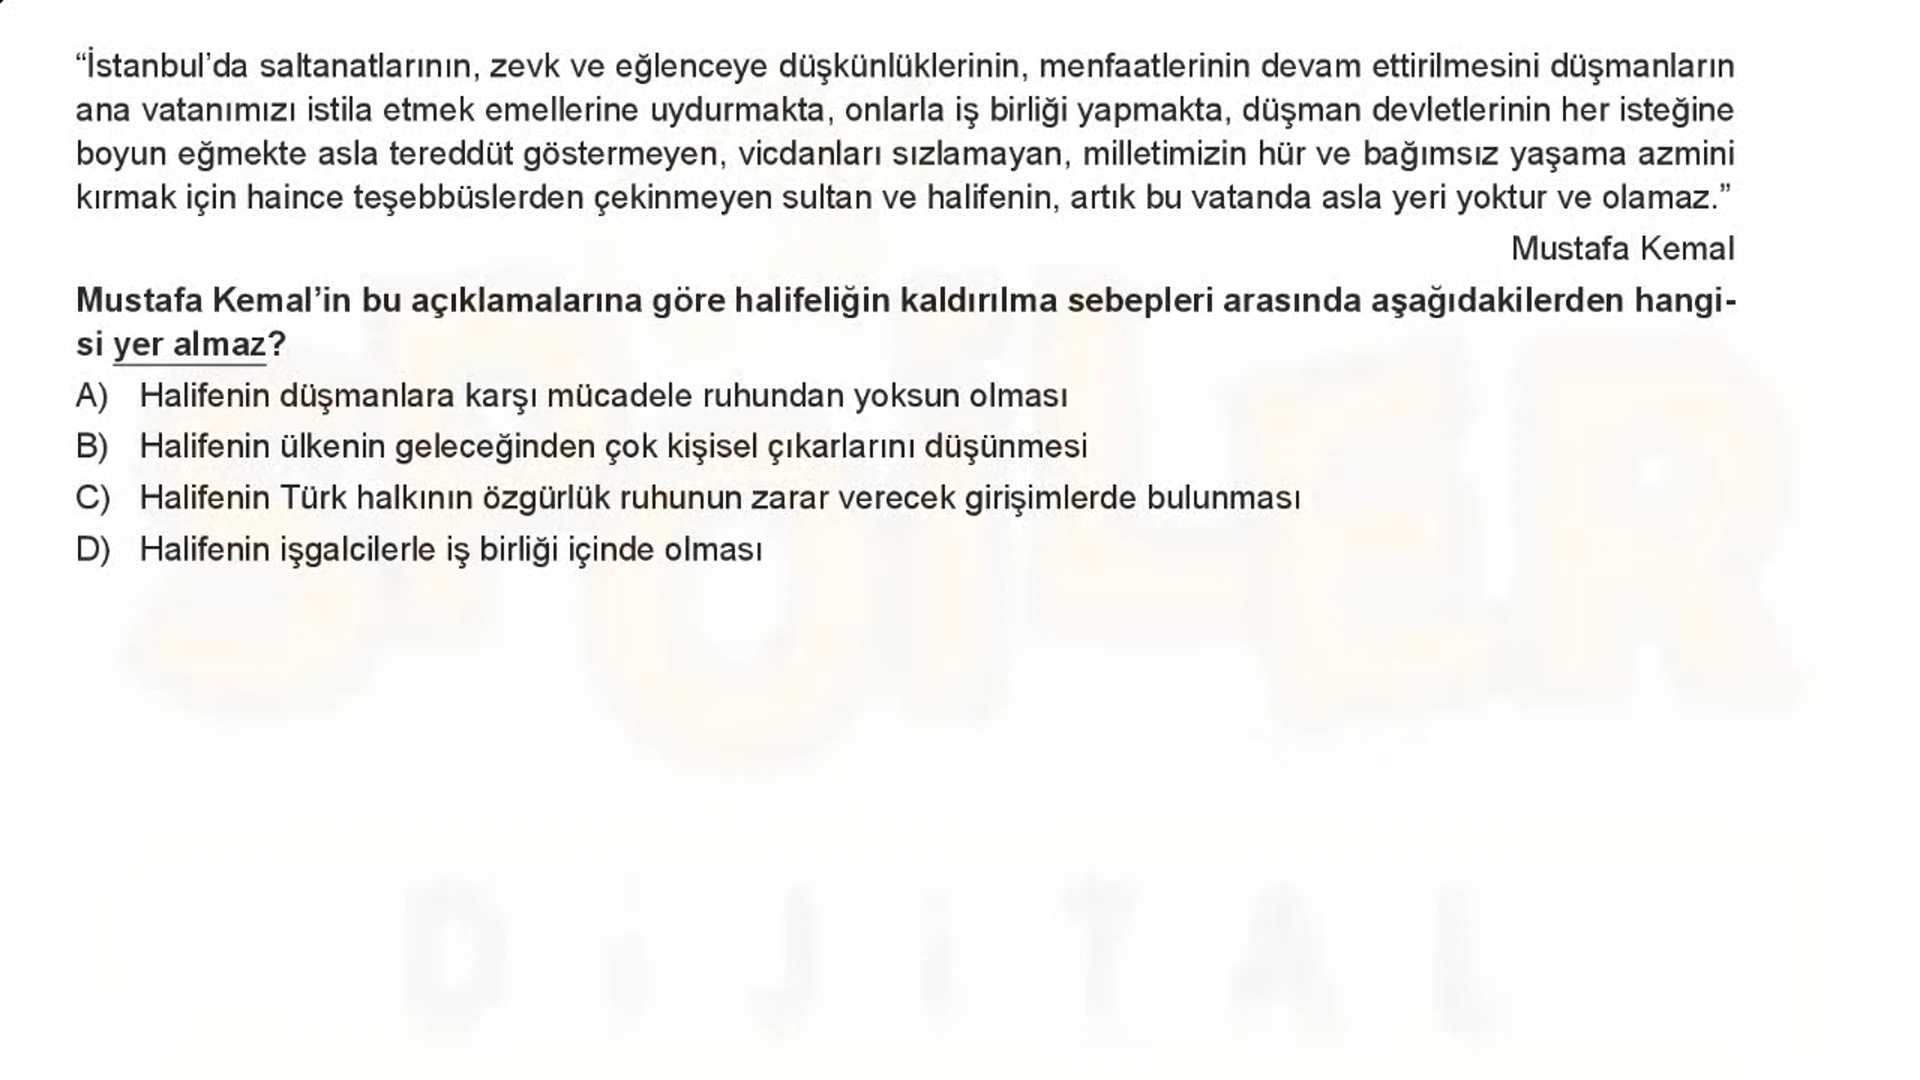 “İstanbul’da saltanatlarının, zevk ve eğlenceye düşkünlüklerinin, menfaatlerinin devam ettirilmesini düşmanların
ana vatanımızı istila etmek emellerine uydurmakta, onlarla iş birliği yapmakta, düşman devletlerinin her isteğine
boyun eğmekte asla tereddüt göstermeyen, vicdanları sızlamayan, milletimizin hür ve bağımsız yaşama azmini
kırmak için haince teşebbüslerden çekinmeyen sultan ve halifenin, artık bu vatanda asla yeri yoktur ve olamaz.”
Mustafa Kemal
Mustafa Kemal’in bu açıklamalarına göre halifeliğin kaldırılma sebepleri arasında aşağıdakilerden hangi-
si yer almaz?
A) Halifenin düşmanlara karşı mücadele ruhundan yoksun olması
B) Halifenin ülkenin geleceğinden çok kişisel çıkarlarını düşünmesi
C) Halifenin Türk halkının özgürlük ruhunun zarar verecek girişimlerde bulunması
D) Halifenin işgalcilerle iş birliği içinde olması
DİJİTAL